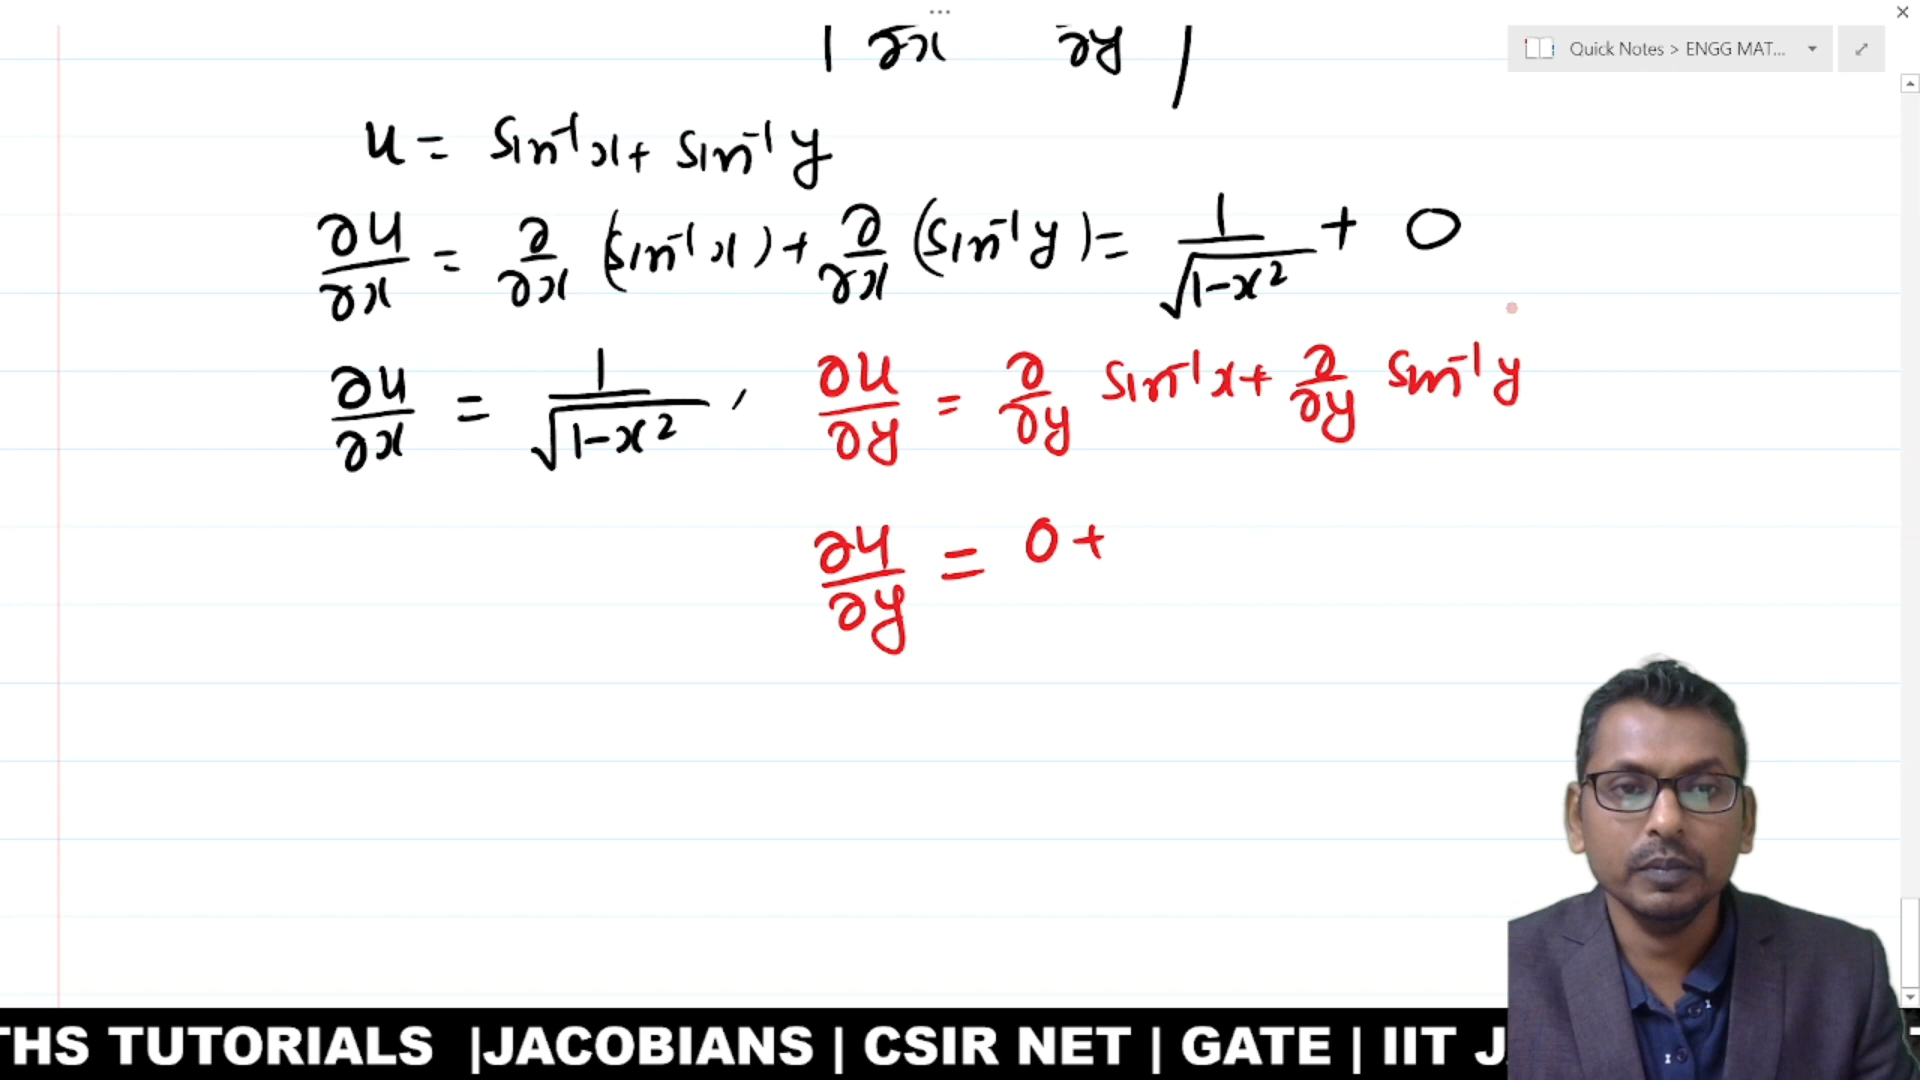 ...
Quick Notes > ENGG MAT...
| ∂x ∂y |
u = Sin⁻¹x + Sin⁻¹y
∂u/∂x = ∂/∂x (Sin⁻¹x) + ∂/∂x (Sin⁻¹y) = 1/√1-x² + 0
∂u/∂x = 1/√1-x² , ∂u/∂y = ∂/∂y Sin⁻¹x + ∂/∂y Sin⁻¹y
∂u/∂y = 0 +
THS TUTORIALS |JACOBIANS | CSIR NET | GATE | IIT J